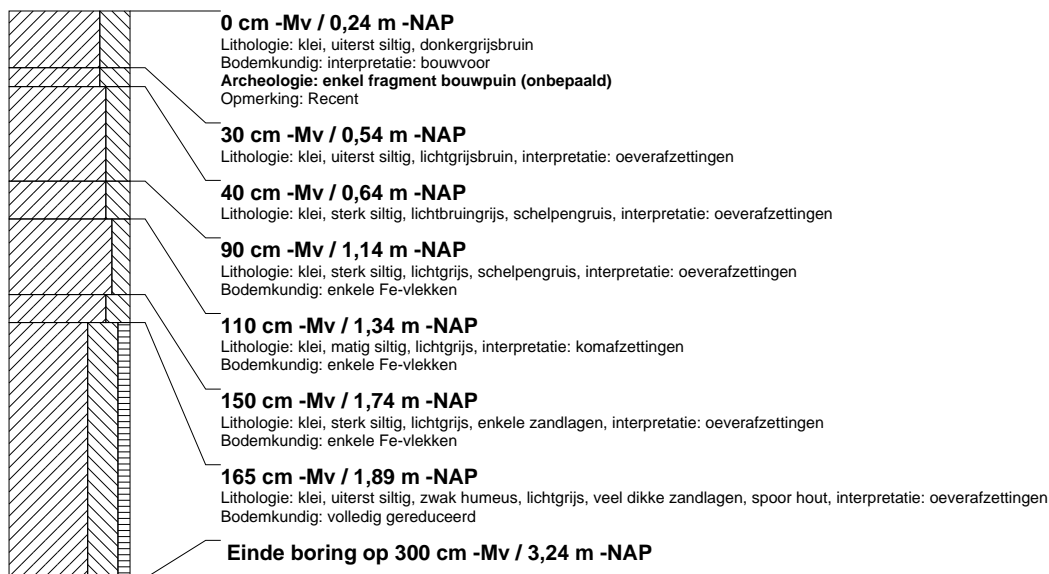 0 cm -Mv / 0,24 m -NAP
Lithologie: klei, uiterst siltig, donkergrijsbruin
Bodemkundig: interpretatie: bouwvoor
Archeologie: enkel fragment bouwpuin (onbepaald)
Opmerking: Recent
30 cm -Mv / 0,54 m -NAP
Lithologie: klei, uiterst siltig, lichtgrijsbruin, interpretatie: oeverafzettingen
40 cm -Mv / 0,64 m -NAP
Lithologie: klei, sterk siltig, lichtbruingrijs, schelpengruis, interpretatie: oeverafzettingen
90 cm -Mv / 1,14 m -NAP
Lithologie: klei, sterk siltig, lichtgrijs, schelpengruis, interpretatie: oeverafzettingen
Bodemkundig: enkele Fe-vlekken
110 cm -Mv / 1,34 m -NAP
Lithologie: klei, matig siltig, lichtgrijs, interpretatie: komafzettingen
Bodemkundig: enkele Fe-vlekken
150 cm -Mv / 1,74 m -NAP
Lithologie: klei, sterk siltig, lichtgrijs, enkele zandlagen, interpretatie: oeverafzettingen
Bodemkundig: enkele Fe-vlekken
165 cm -Mv / 1,89 m -NAP
Lithologie: klei, uiterst siltig, zwak humeus, lichtgrijs, veel dikke zandlagen, spoor hout, interpretatie: oeverafzettingen
Bodemkundig: volledig gereduceerd
Einde boring op 300 cm -Mv / 3,24 m -NAP